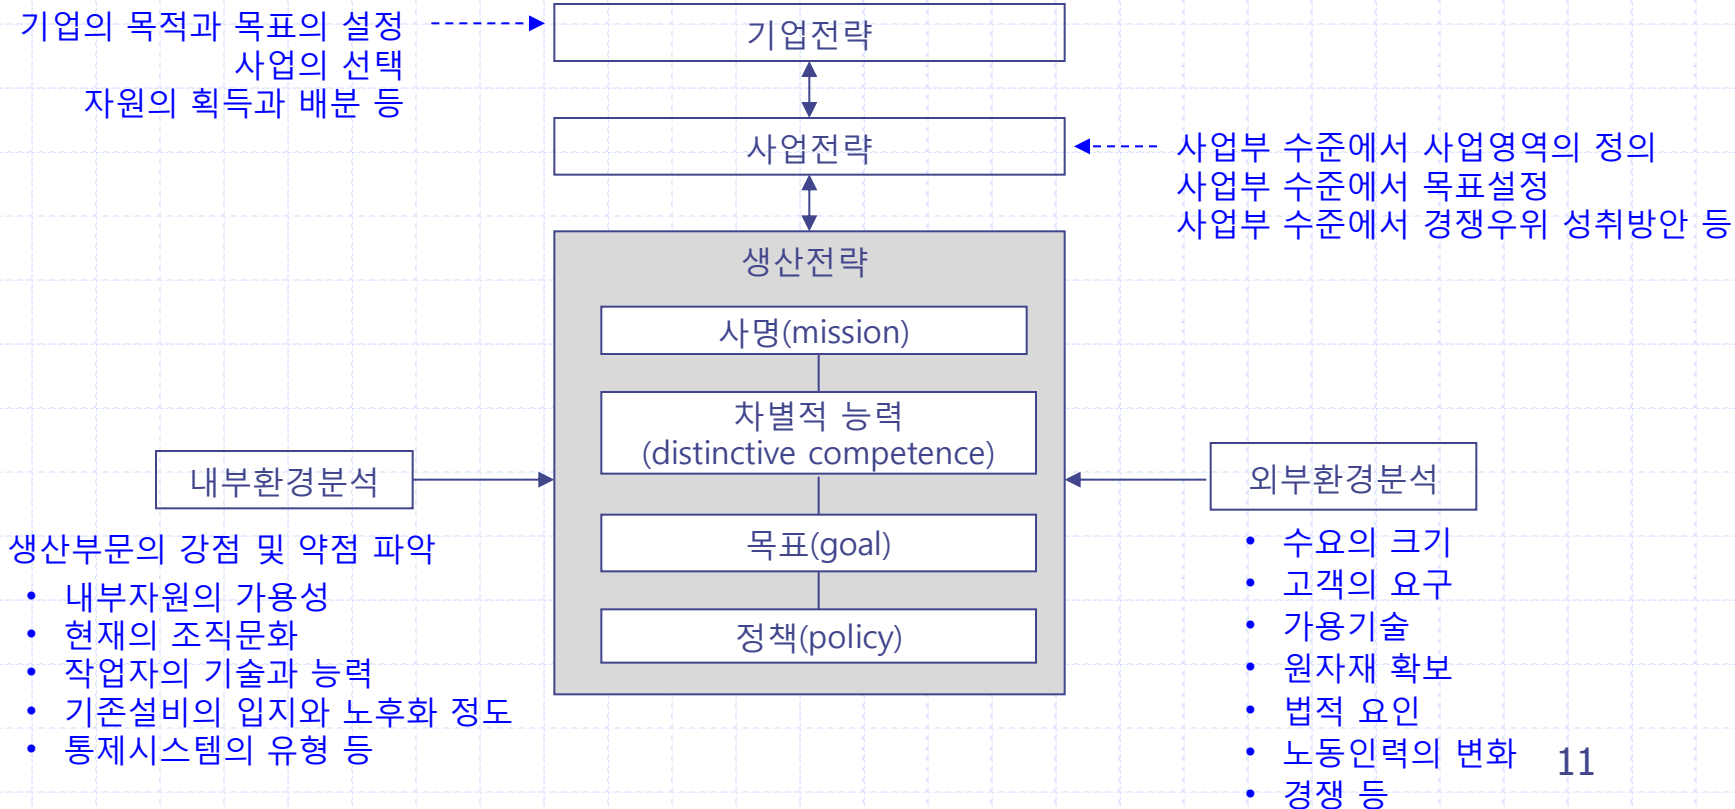 기업의 목적과 목표의 설정
사업의 선택
자원의 획득과 배분 등
기업전략
사업전략
사업부 수준에서 사업영역의 정의
사업부 수준에서 목표설정
사업부 수준에서 경쟁우위 성취방안 등
생산전략
사명(mission)
차별적 능력
(distinctive competence)
목표(goal)
정책(policy)
내부환경분석
생산부문의 강점 및 약점 파악
• 내부자원의 가용성
• 현재의 조직문화
• 작업자의 기술과 능력
• 기존설비의 입지와 노후화 정도
• 통제시스템의 유형 등
외부환경분석
• 수요의 크기
• 고객의 요구
• 가용기술
• 원자재 확보
• 법적 요인
• 노동인력의 변화
• 경쟁 등
11